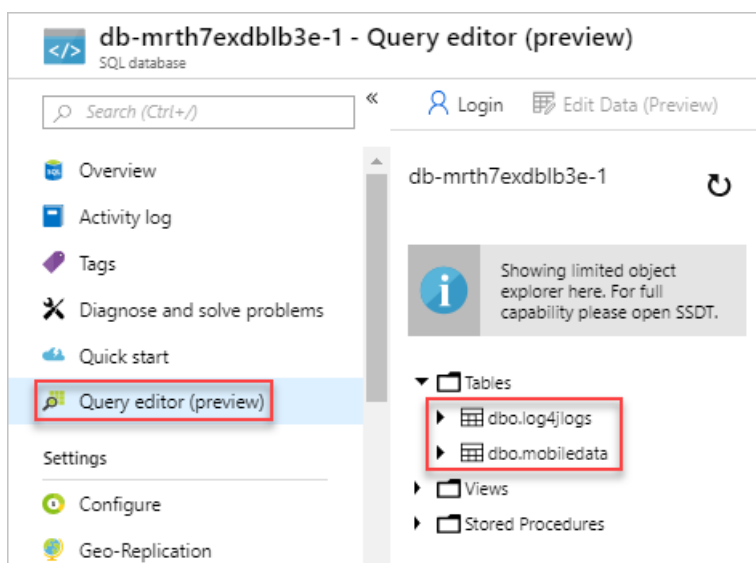 db-mrth7exdblb3e-1 - Query editor (preview)
SQL database
Search (Ctrl+/)
«
Overview
Activity log
Tags
Diagnose and solve problems
Quick start
Query editor (preview)
Settings
Configure
Geo-Replication
Login
Edit Data (Preview)
db-mrth7exdblb3e-1
Showing limited object
explorer here. For full
capability please open SSDT.
Tables
dbo.log4jlogs
dbo.mobiledata
Views
Stored Procedures